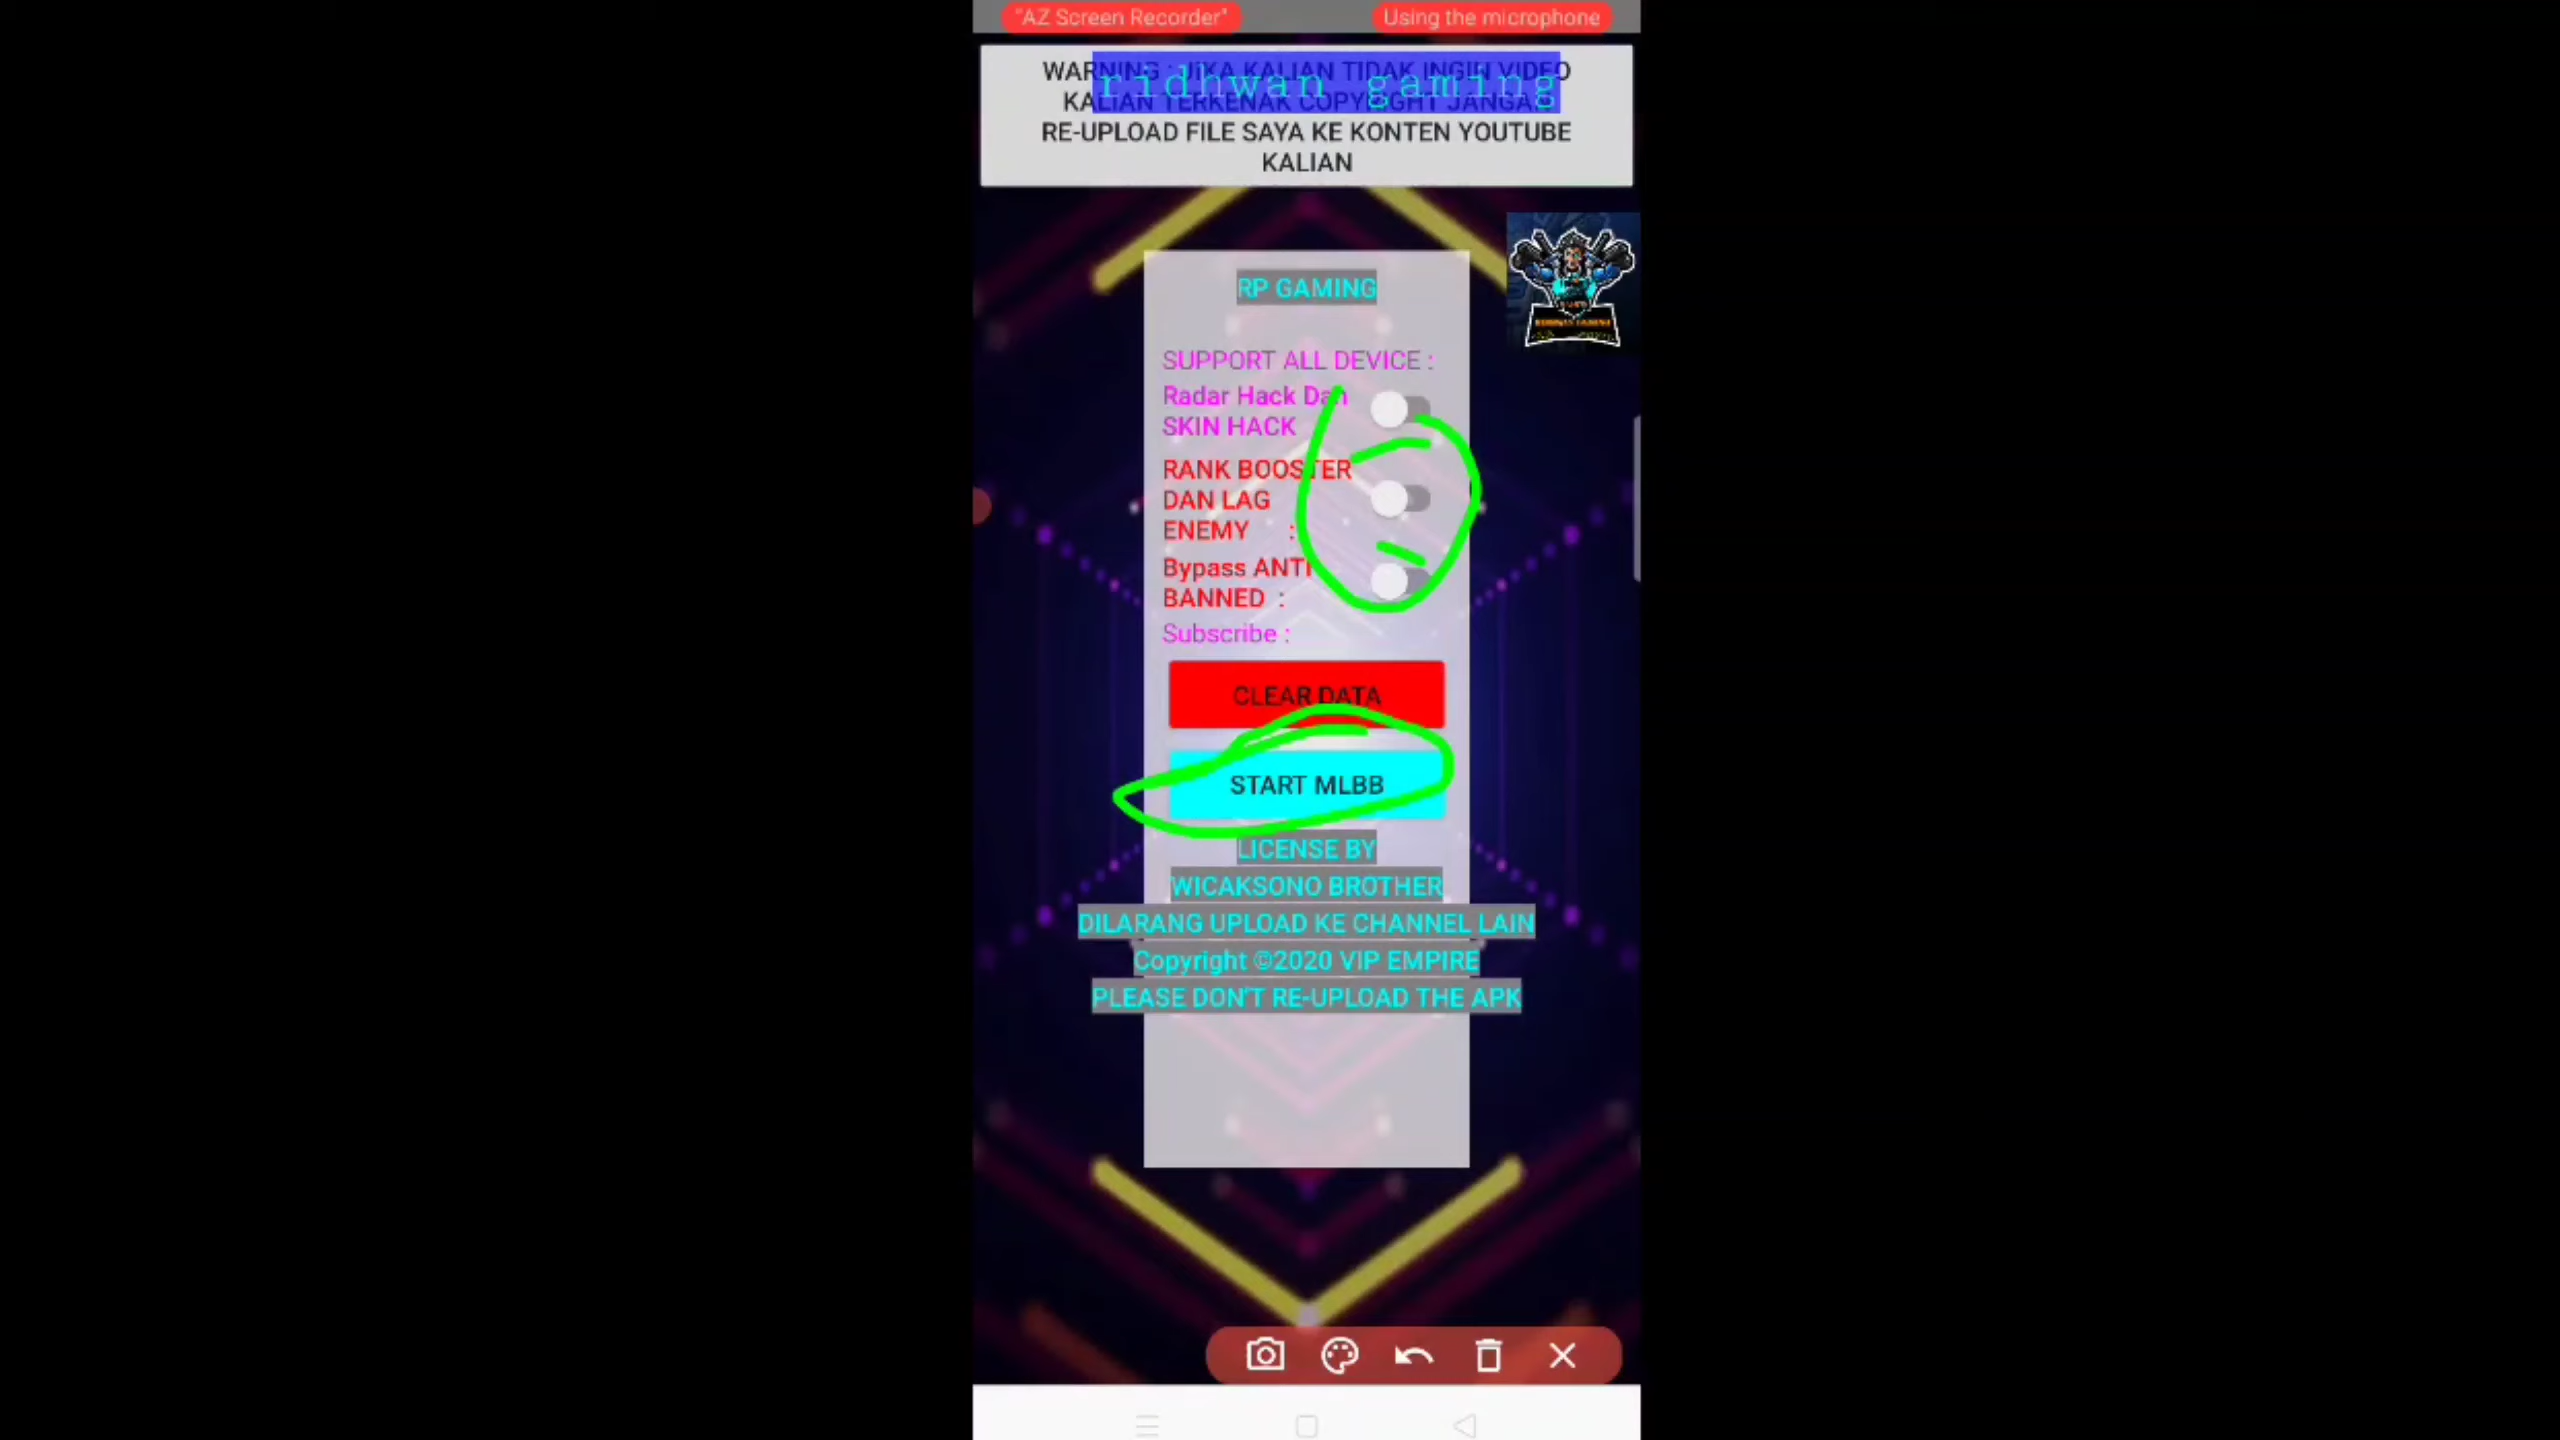 "AZ Screen Recorder"
Using the microphone
WARNING : JIKA KALIAN TIDAK INGIN VIDEO
KALIAN TERKENAK COPYRIGHT JANGAN
RE-UPLOAD FILE SAYA KE KONTEN YOUTUBE
KALIAN
ridhwan gaming
RP GAMING
SUPPORT ALL DEVICE :
Radar Hack Dan
SKIN HACK
RANK BOOSTER
DAN LAG
ENEMY :
Bypass ANTI
BANNED :
Subscribe :
CLEAR DATA
START MLBB
LICENSE BY
WICAKSONO BROTHER
DILARANG UPLOAD KE CHANNEL LAIN
Copyright ©2020 VIP EMPIRE
PLEASE DON'T RE-UPLOAD THE APK